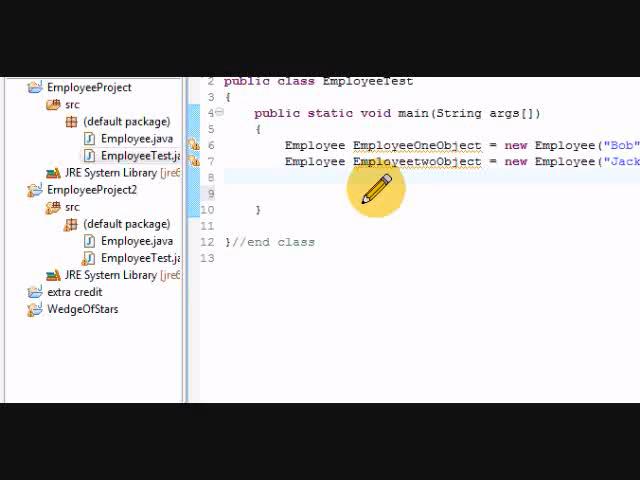 EmployeeProject
src
(default package)
Employee.java
EmployeeTest.ja
JRE System Library [jre6
EmployeeProject2
src
(default package)
Employee.java
EmployeeTest.ja
JRE System Library [jre6
extra credit
WedgeOfStars
2 public class EmployeeTest
3 {
4 public static void main(String args[])
5 {
6 Employee EmployeeOneObject = new Employee("Bob"
7 Employee EmployeetwoObject = new Employee("Jack
8
9
10 }
11
12 }//end class
13